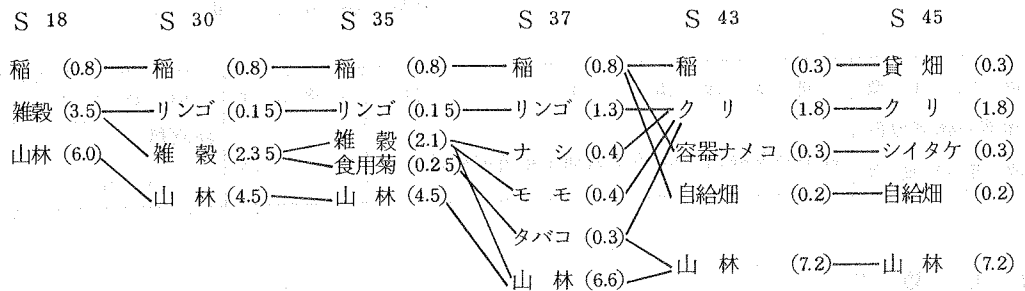 S 18 S 30 S 35 S 37 S 43 S 45
稲 (0.8) 稲 (0.8) 稲 (0.8) 稲 (0.8) 稲 (0.3) 貸畑 (0.3)
雑穀 (3.5) リンゴ (0.15) リンゴ (0.15) リンゴ (1.3) クリ (1.8) クリ (1.8)
雑穀 (2.1)
山林 (6.0) 雑穀 (2.35) 食用菊 (0.25) ナシ (0.4) 容器ナメコ (0.3) シイタケ (0.3)
山林 (4.5) 山林 (4.5) モモ (0.4) 自給畑 (0.2) 自給畑 (0.2)
タバコ (0.3)
山林 (7.2) 山林 (7.2)
山林 (6.6)